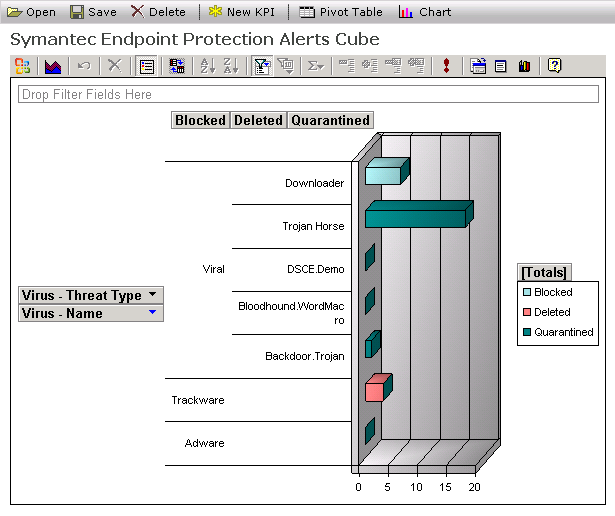 Open Save Delete New KPI Pivot Table Chart
Symantec Endpoint Protection Alerts Cube
Drop Filter Fields Here
Blocked Deleted Quarantined
Downloader
Trojan Horse
Viral DSCE.Demo
Bloodhound.WordMac
ro
Backdoor.Trojan
Trackware
Adware
Virus - Threat Type
Virus - Name
0 5 10 15 20
[Totals]
Blocked
Deleted
Quarantined